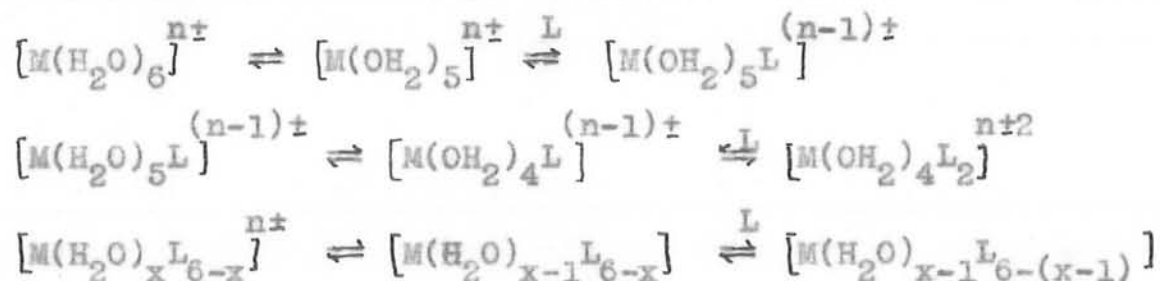 [M(H₂O)₆]ⁿ± ⇌ [M(OH₂)₅]ⁿ± ⇌ᴸ [M(OH₂)₅L]⁽ⁿ⁻¹⁾±
[M(H₂O)₅L]⁽ⁿ⁻¹⁾± ⇌ [M(OH₂)₄L]⁽ⁿ⁻¹⁾± ⇌ᴸ [M(OH₂)₄L₂]ⁿ±²
[M(H₂O)ₓL₆₋ₓ]ⁿ± ⇌ [M(H₂O)ₓ₋₁L₆₋ₓ] ⇌ᴸ [M(H₂O)ₓ₋₁L₆₋₍ₓ₋₁₎]